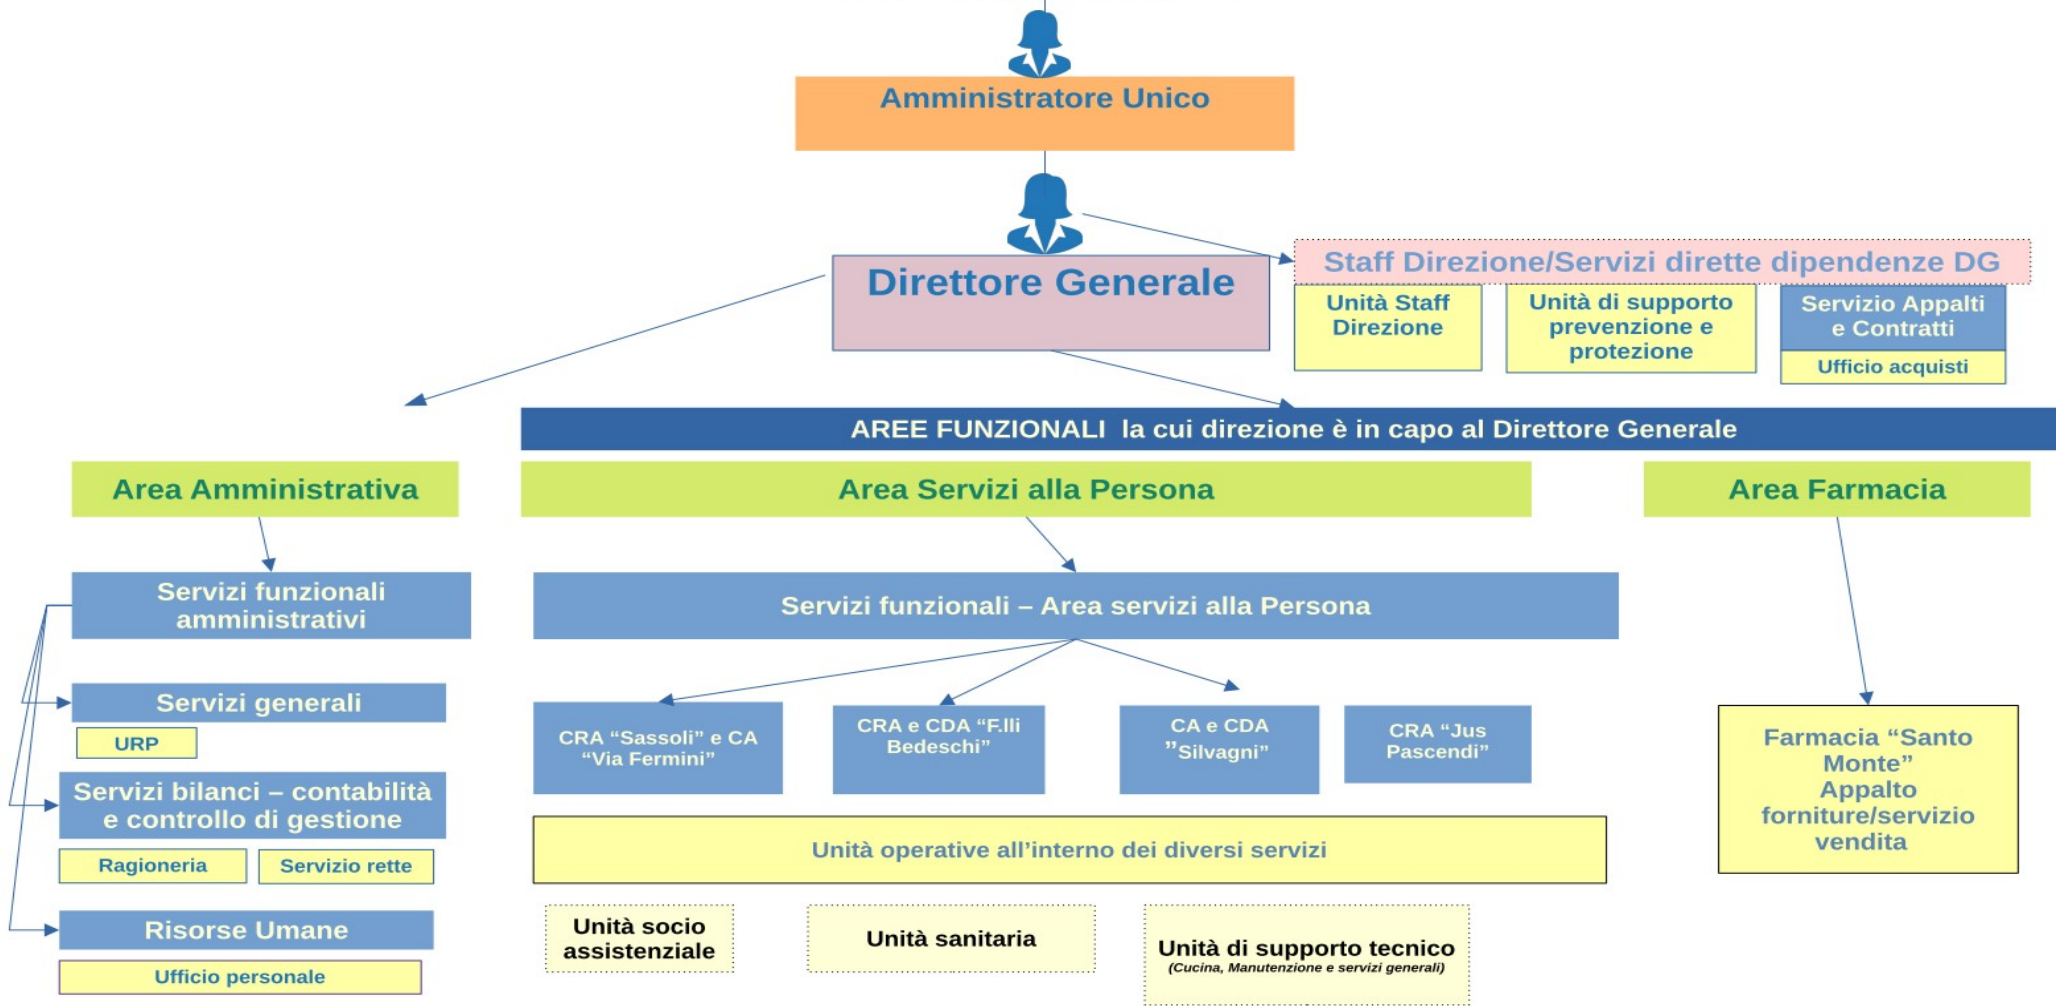 Amministratore Unico
Direttore Generale
Staff Direzione/Servizi dirette dipendenze DG
Unità Staff
Direzione
Unità di supporto
prevenzione e
protezione
Servizio Appalti
e Contratti
Ufficio acquisti
AREE FUNZIONALI la cui direzione è in capo al Direttore Generale
Area Amministrativa
Area Servizi alla Persona
Area Farmacia
Servizi funzionali
amministrativi
Servizi funzionali – Area servizi alla Persona
Servizi generali
URP
Servizi bilanci – contabilità
e controllo di gestione
Ragioneria
Servizio rette
Risorse Umane
Ufficio personale
CRA “Sassoli” e CA
“Via Fermini”
CRA e CDA “F.lli
Bedeschi”
CA e CDA
”Silvagni”
CRA “Jus
Pascendi”
Farmacia “Santo
Monte”
Appalto
forniture/servizio
vendita
Unità operative all’interno dei diversi servizi
Unità socio
assistenziale
Unità sanitaria
Unità di supporto tecnico
(Cucina, Manutenzione e servizi generali)